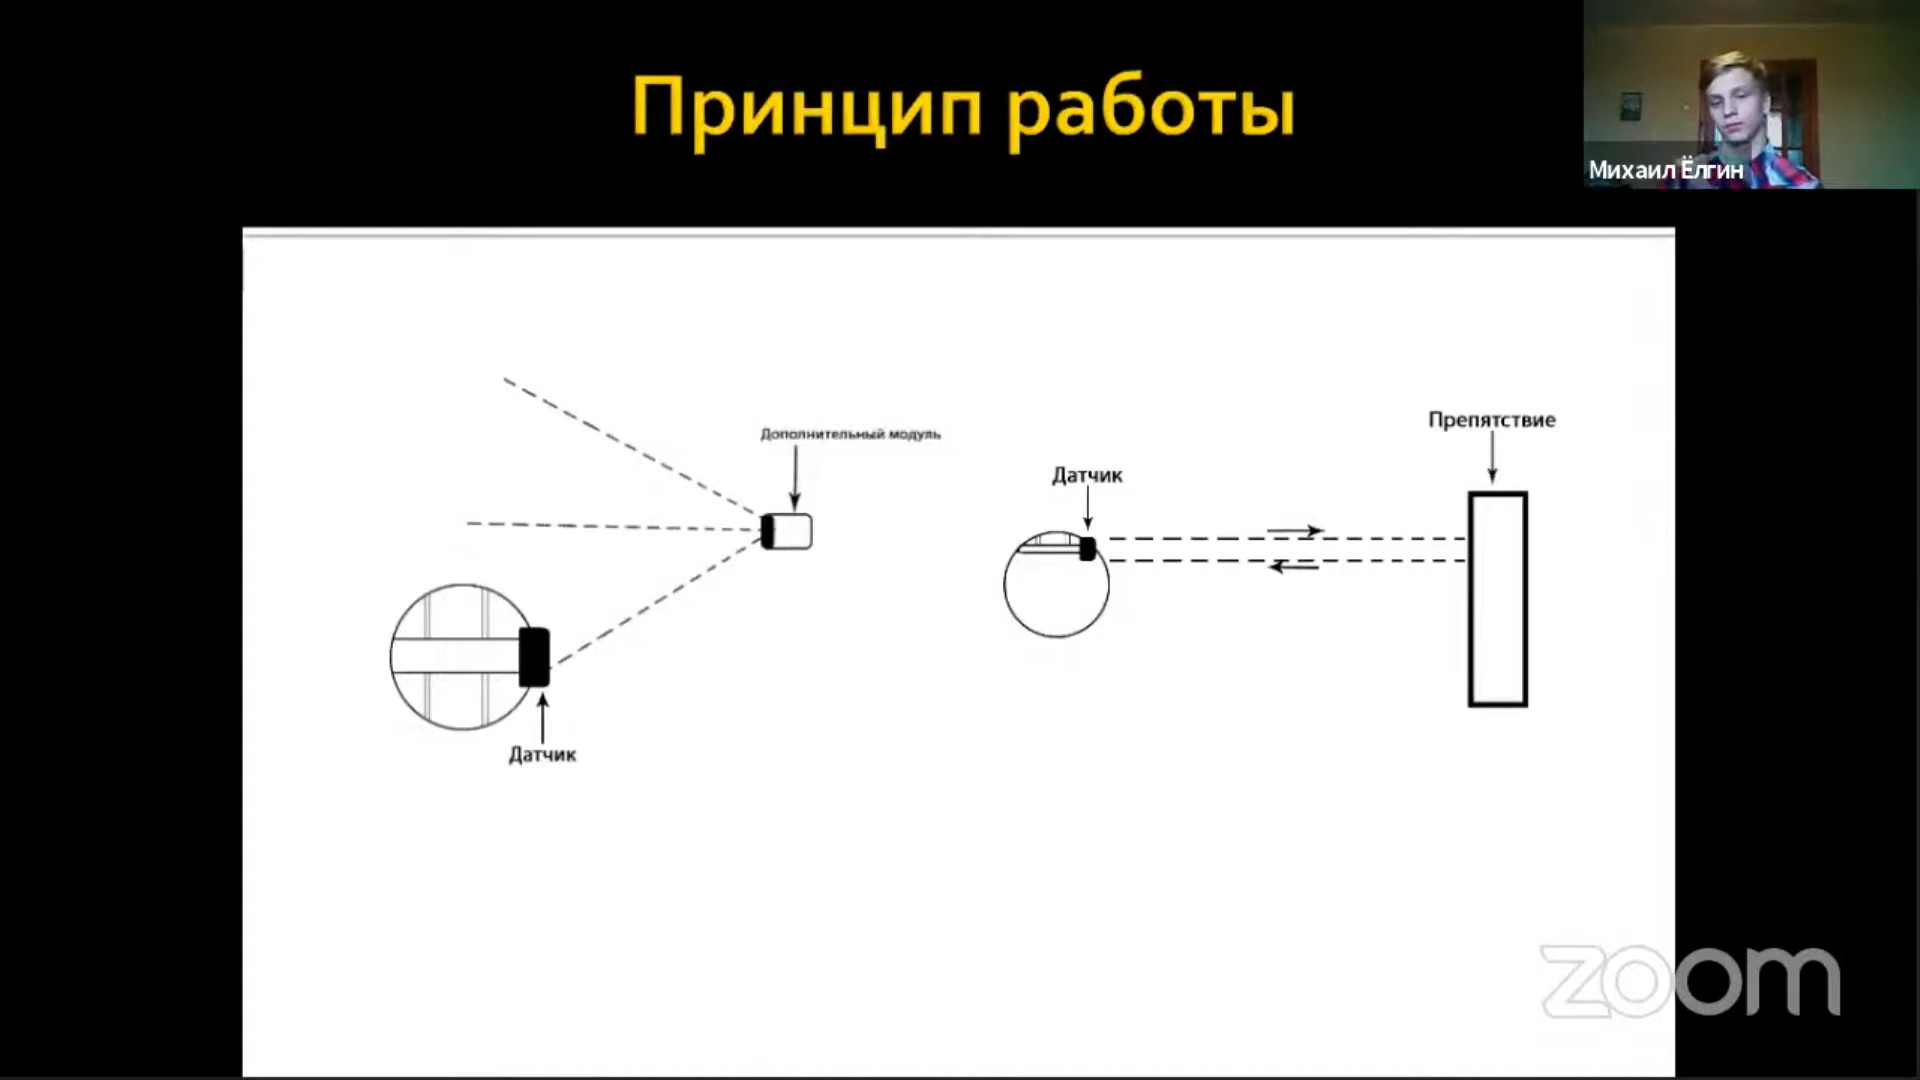 Принцип работы
Михаил Ёлгин
Дополнительный модуль
Датчик
Датчик
Препятствие
zoom